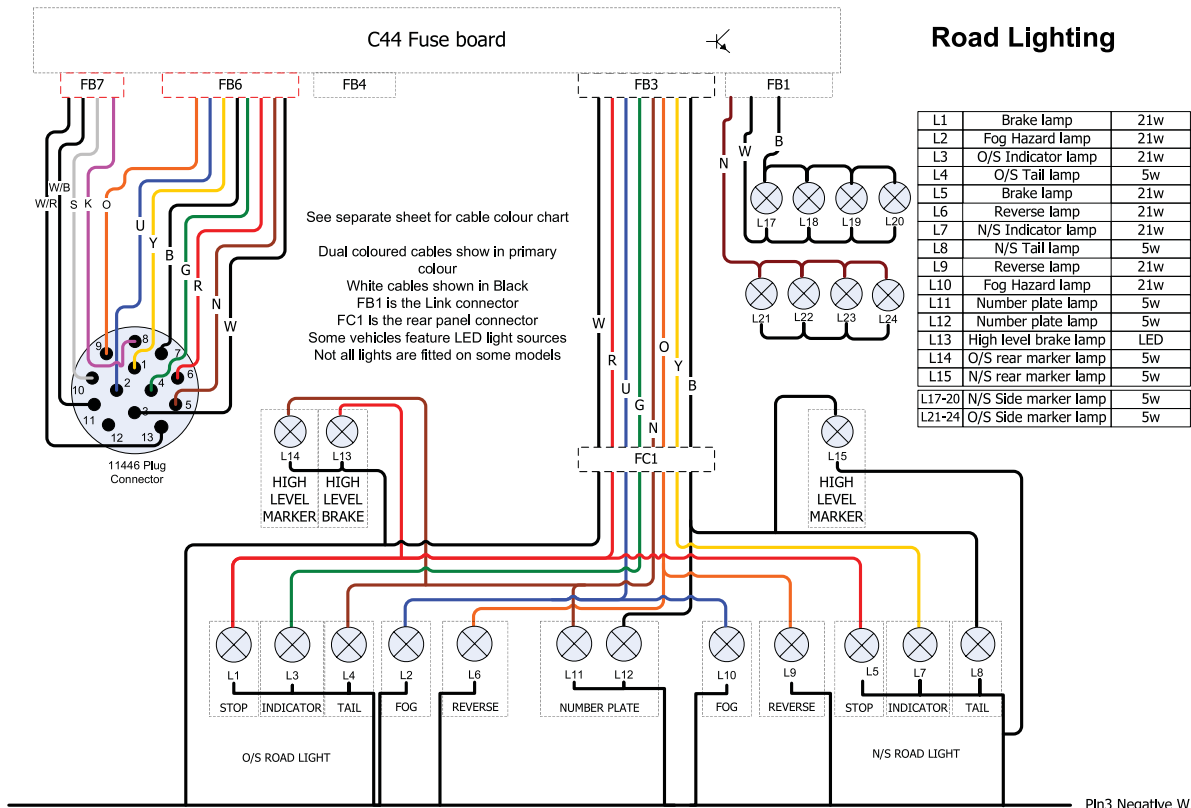 C44 Fuse board
Road Lighting
FB7
FB6
FB4
FB3
FB1
L1 Brake lamp 21w
L2 Fog Hazard lamp 21w
L3 O/S Indicator lamp 21w
L4 O/S Tail lamp 5w
L5 Brake lamp 21w
L6 Reverse lamp 21w
L7 N/S Indicator lamp 21w
L8 N/S Tail lamp 5w
L9 Reverse lamp 21w
L10 Fog Hazard lamp 21w
L11 Number plate lamp 5w
L12 Number plate lamp 5w
L13 High level brake lamp LED
L14 O/S rear marker lamp 5w
L15 N/S rear marker lamp 5w
L17-20 N/S Side marker lamp 5w
L21-24 O/S Side marker lamp 5w
N W B
L17 L18 L19 L20
L21 L22 L23 L24
W/R W/B S K O
U Y B G R N W
See separate sheet for cable colour chart
Dual coloured cables show in primary
colour
White cables shown in Black
FB1 is the Link connector
FC1 Is the rear panel connector
Some vehicles feature LED light sources
Not all lights are fitted on some models
W R U G N O Y B
9 8 7
1
10 2 4 6
11 3 5
12 13
11446 Plug
Connector
FC1
L14
HIGH
LEVEL
MARKER
L13
HIGH
LEVEL
BRAKE
L15
HIGH
LEVEL
MARKER
L1 L3 L4 L2 L6 L11 L12 L10 L9 L5 L7 L8
STOP INDICATOR TAIL FOG REVERSE NUMBER PLATE FOG REVERSE STOP INDICATOR TAIL
O/S ROAD LIGHT
N/S ROAD LIGHT
Pin3 Negative W